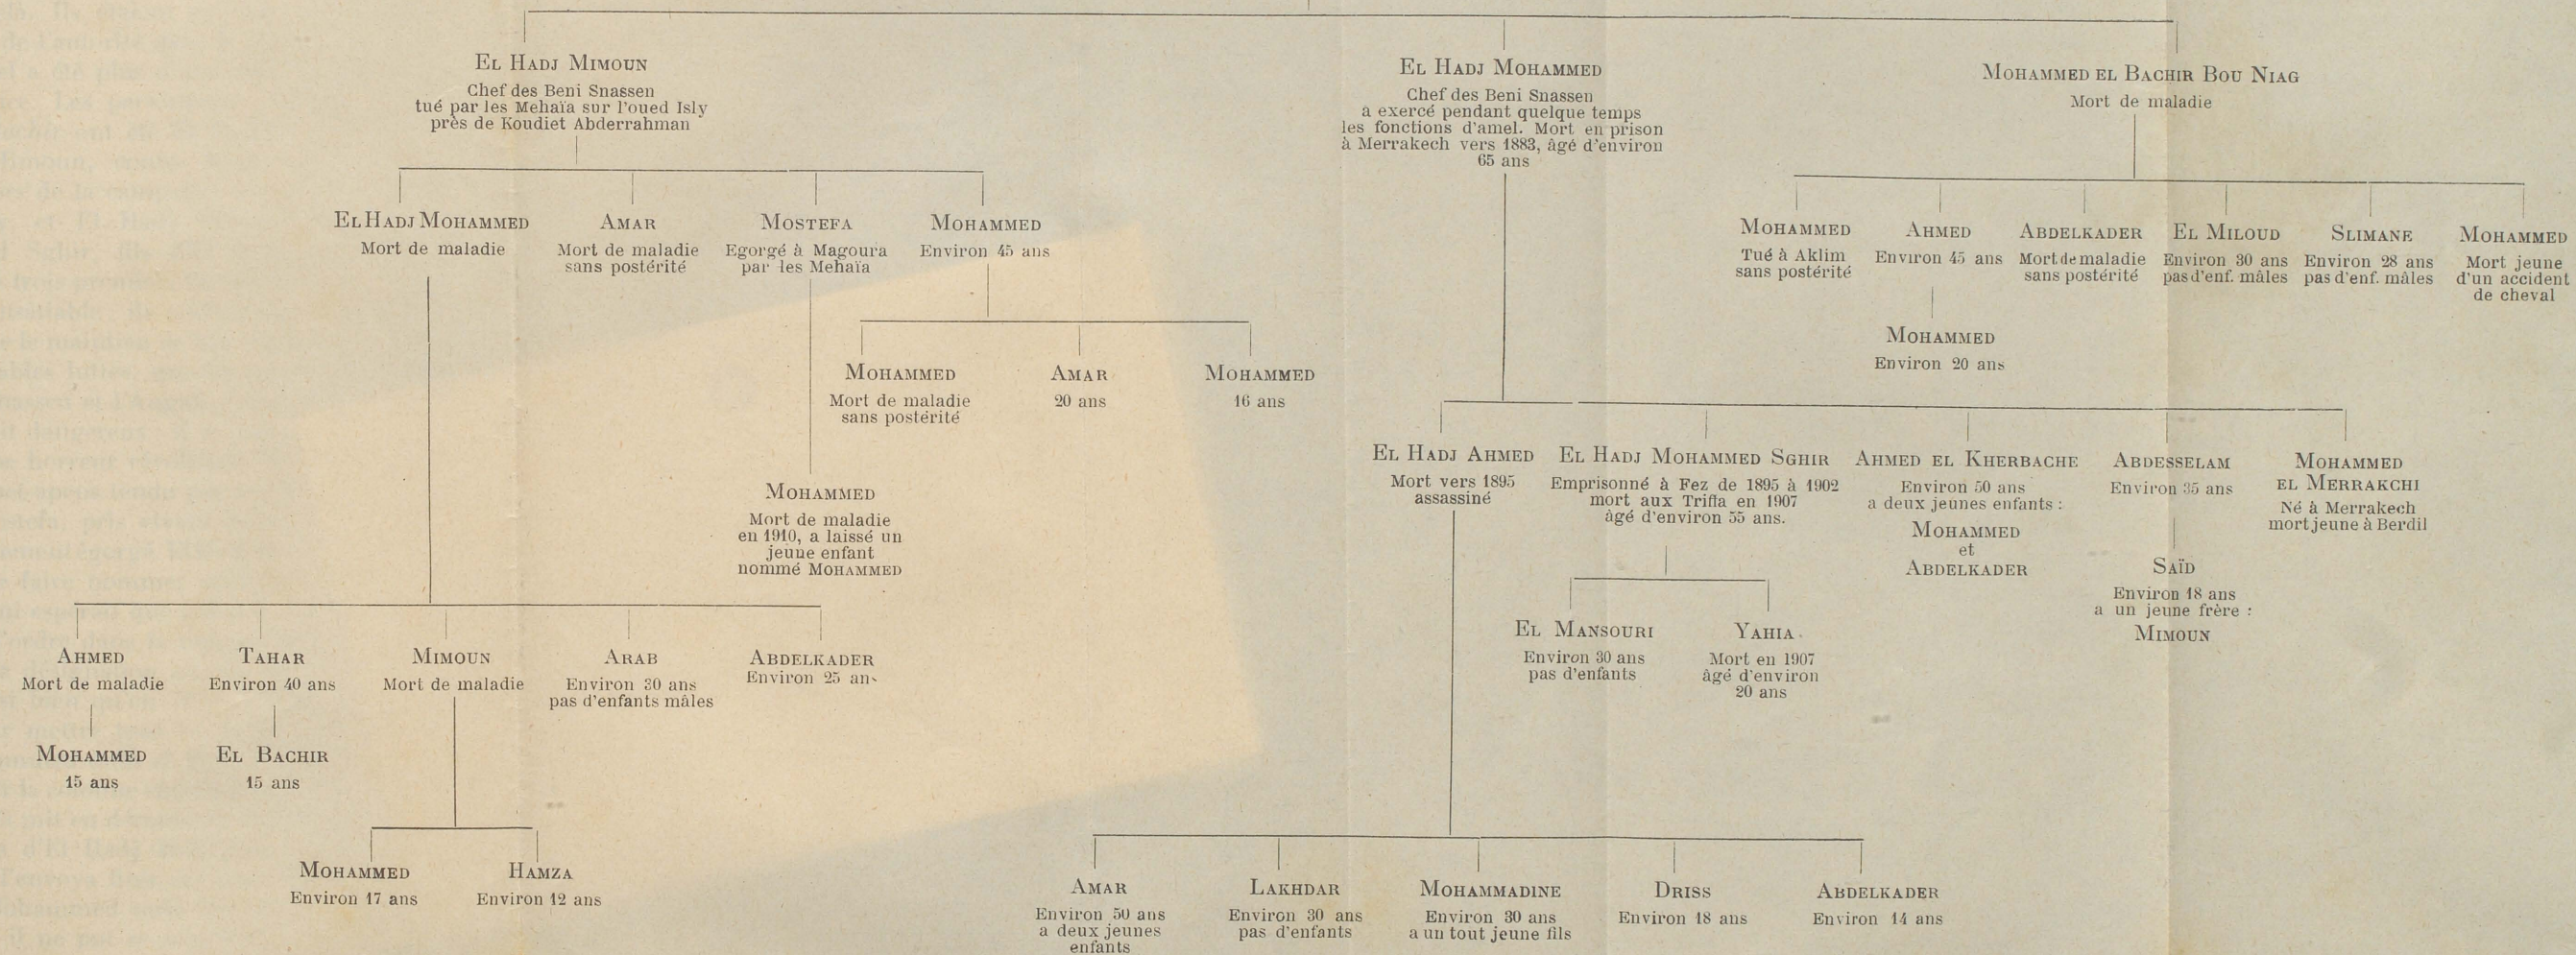 El Hadj Mimoun
Chef des Beni Snassen
tué par les Mehaïa sur l'oued Isly
près de Koudiet Abderrahman
El Hadj Mohammed
Chef des Beni Snassen
a exercé pendant quelque temps
les fonctions d'amel. Mort en prison
à Merrakech vers 1883, âgé d'environ
65 ans
Mohammed el Bachir Bou Niag
Mort de maladie
El Hadj Mohammed
Mort de maladie
Amar
Mort de maladie
sans postérité
Mostefa
Egorgé à Magoura
par les Mehaïa
Mohammed
Environ 45 ans
Mohammed
Tué à Aklim
sans postérité
Ahmed
Environ 45 ans
Abdelkader
Mort de maladie
sans postérité
El Miloud
Environ 30 ans
pas d'enf. mâles
Slimane
Environ 28 ans
pas d'enf. mâles
Mohammed
Mort jeune
d'un accident
de cheval
Mohammed
Environ 20 ans
Mohammed
Mort de maladie
sans postérité
Amar
20 ans
Mohammed
16 ans
Mohammed
Mort de maladie
en 1910, a laissé un
jeune enfant
nommé Mohammed
El Hadj Ahmed
Mort vers 1895
assassiné
El Hadj Mohammed Sghir
Emprisonné à Fez de 1895 à 1902
mort aux Triffa en 1907
âgé d'environ 55 ans.
Ahmed el Kherbache
Environ 50 ans
a deux jeunes enfants :
Mohammed
et
Abdelkader
Abdesselam
Environ 35 ans
Mohammed
el Merrakchi
Né à Merrakech
mort jeune à Berdil
Saïd
Environ 18 ans
a un jeune frère :
Mimoun
El Mansouri
Environ 30 ans
pas d'enfants
Yahia
Mort en 1907
âgé d'environ
20 ans
Ahmed
Mort de maladie
Tahar
Environ 40 ans
Mimoun
Mort de maladie
Arab
Environ 30 ans
pas d'enfants mâles
Abdelkader
Environ 25 ans
Mohammed
15 ans
El Bachir
15 ans
Mohammed
Environ 17 ans
Hamza
Environ 12 ans
Amar
Environ 50 ans
a deux jeunes
enfants
Lakhdar
Environ 30 ans
pas d'enfants
Mohammadine
Environ 30 ans
a un tout jeune fils
Driss
Environ 18 ans
Abdelkader
Environ 14 ans